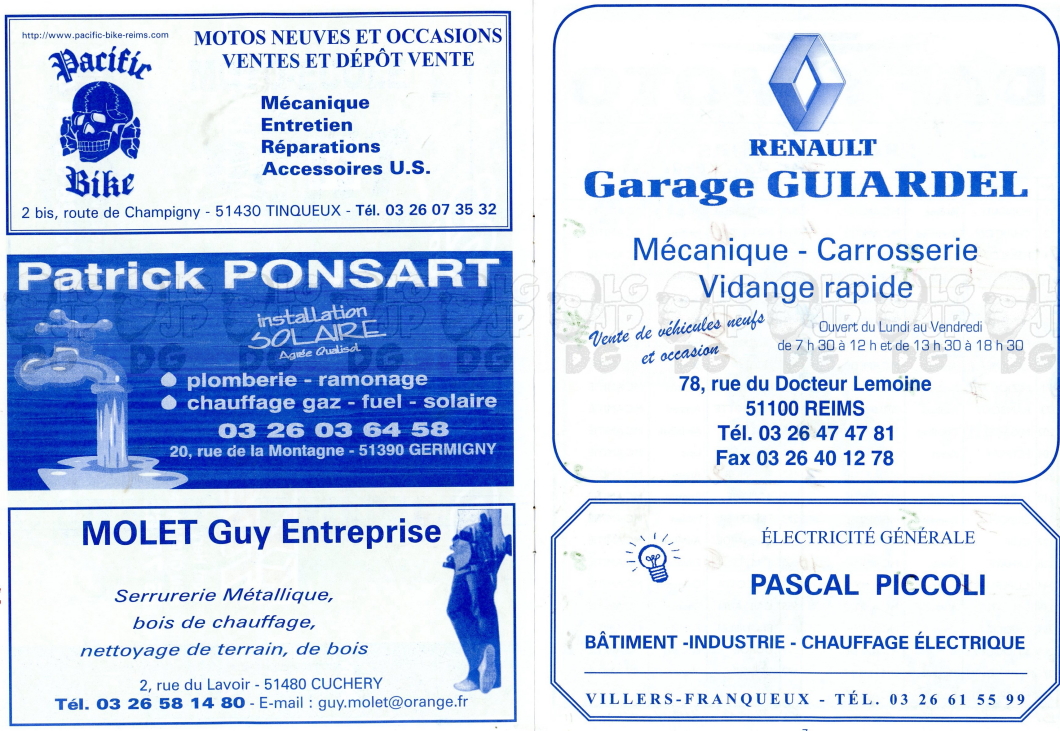 http://www.pacific-bike-reims.com
Pacific
Bike
MOTOS NEUVES ET OCCASIONS
VENTES ET DÉPÔT VENTE
Mécanique
Entretien
Réparations
Accessoires U.S.
2 bis, route de Champigny - 51430 TINQUEUX - Tél. 03 26 07 35 32
Patrick PONSART
installation
SOLAIRE
Agréée Qualisol
plomberie - ramonage
chauffage gaz - fuel - solaire
03 26 03 64 58
20, rue de la Montagne - 51390 GERMIGNY
MOLET Guy Entreprise
Serrurerie Métallique,
bois de chauffage,
nettoyage de terrain, de bois
2, rue du Lavoir - 51480 CUCHERY
Tél. 03 26 58 14 80 - E-mail : guy.molet@orange.fr
RENAULT
Garage GUIARDEL
Mécanique - Carrosserie
Vidange rapide
Vente de véhicules neufs
et occasion
Ouvert du Lundi au Vendredi
de 7 h 30 à 12 h et de 13 h 30 à 18 h 30
78, rue du Docteur Lemoine
51100 REIMS
Tél. 03 26 47 47 81
Fax 03 26 40 12 78
ÉLECTRICITÉ GÉNÉRALE
PASCAL PICCOLI
BÂTIMENT -INDUSTRIE - CHAUFFAGE ÉLECTRIQUE
VILLERS-FRANQUEUX - TÉL. 03 26 61 55 99
LG
JP
DG